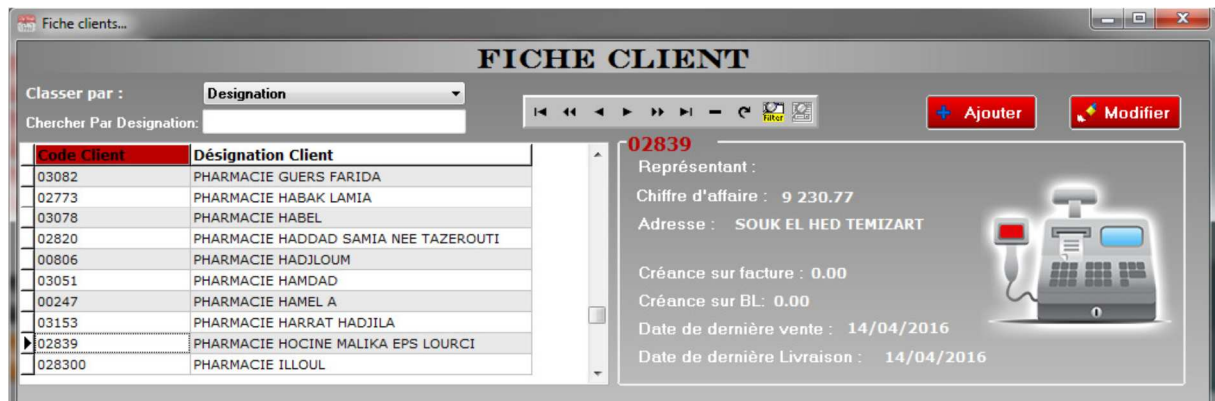 Fiche clients...
FICHE CLIENT
Classer par : Designation
Chercher Par Designation:
Filter
Ajouter
Modifier
Code Client Désignation Client
03082 PHARMACIE GUERS FARIDA
02773 PHARMACIE HABAK LAMIA
03078 PHARMACIE HABEL
02820 PHARMACIE HADDAD SAMIA NEE TAZEROUTI
00806 PHARMACIE HADJLOUM
03051 PHARMACIE HAMDAD
00247 PHARMACIE HAMEL A
03153 PHARMACIE HARRAT HADJILA
02839 PHARMACIE HOCINE MALIKA EPS LOURCI
028300 PHARMACIE ILLOUL
02839
Représentant :
Chiffre d'affaire : 9 230.77
Adresse : SOUK EL HED TEMIZART
Créance sur facture : 0.00
Créance sur BL: 0.00
Date de dernière vente : 14/04/2016
Date de dernière Livraison : 14/04/2016
0